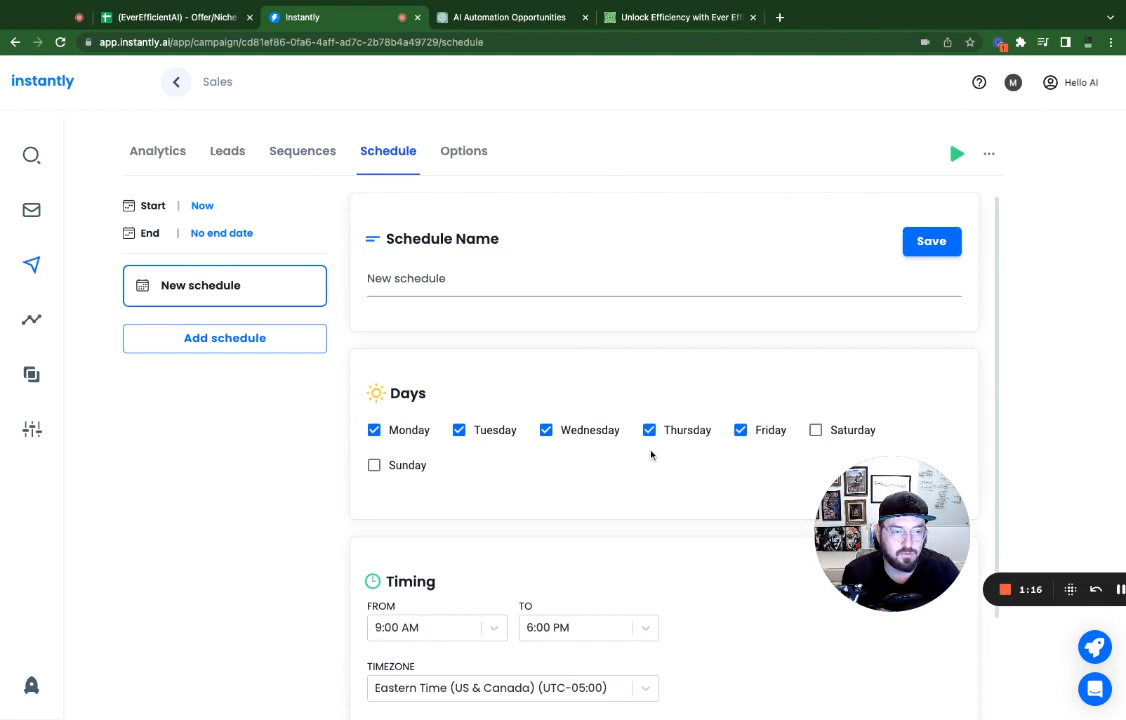 (EverEfficientAI) - Offer/Niche
Instantly
AI Automation Opportunities
Unlock Efficiency with Ever Eff
app.instantly.ai/app/campaign/cd81ef86-0fa6-4aff-ad7c-2b78b4a49729/schedule
1
instantly
Sales
M
Hello AI
Analytics
Leads
Sequences
Schedule
Options
Start | Now
End | No end date
New schedule
Add schedule
Schedule Name
Save
New schedule
Days
Monday
Tuesday
Wednesday
Thursday
Friday
Saturday
Sunday
Timing
FROM
TO
9:00 AM
6:00 PM
TIMEZONE
Eastern Time (US & Canada) (UTC-05:00)
1:16